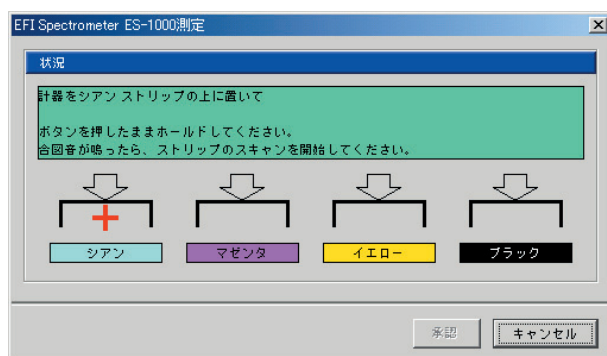 EFI Spectrometer ES-1000測定
状況
計器をシアン ストリップの上に置いて
ボタンを押したままホールドしてください。
合図音が鳴ったら、ストリップのスキャンを開始してください。
シアン マゼンタ イエロー ブラック
承認 キャンセル